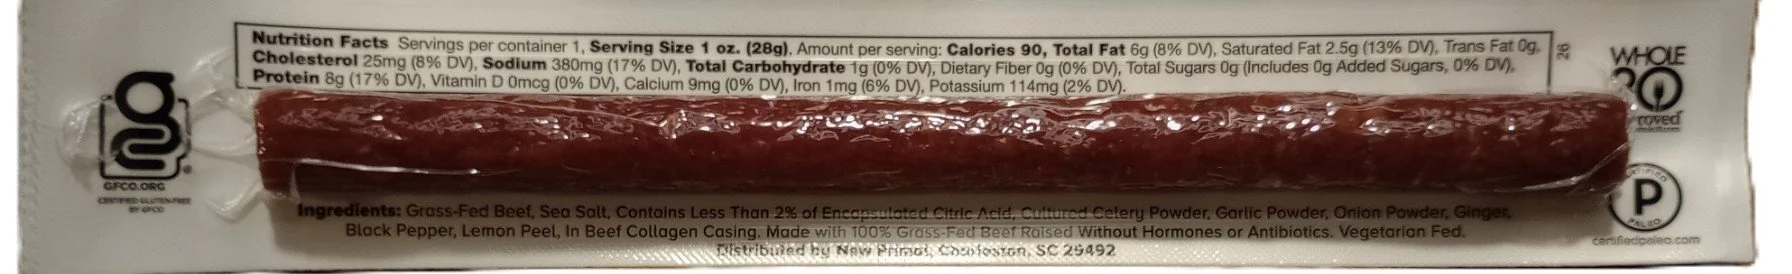 Nutrition Facts Servings per container 1, Serving Size 1 oz. (28g), Amount per serving: Calories 90, Total Fat 6g (8% DV), Saturated Fat 2.5g (13% DV), Trans Fat 0g,
Cholesterol 25mg (8% DV), Sodium 380mg (17% DV), Total Carbohydrate 1g (0% DV), Dietary Fiber 0g (0% DV), Total Sugars 0g (Includes 0g Added Sugars, 0% DV),
Protein 8g (17% DV), Vitamin D 0mcg (0% DV), Calcium 9mg (0% DV), Iron 1mg (6% DV), Potassium 114mg (2% DV).
26
WHOLE
30
roved
g
GFCO.ORG
CERTIFIED GLUTEN-FREE
BY GFCO
P
PALEO
certifiedpaleo.com
Ingredients: Grass-Fed Beef, Sea Salt, Contains Less Than 2% of Encapsulated Citric Acid, Cultured Celery Powder, Garlic Powder, Onion Powder, Ginger,
Black Pepper, Lemon Peel, In Beef Collagen Casing. Made with 100% Grass-Fed Beef Raised Without Hormones or Antibiotics. Vegetarian Fed.
Distributed by New Primal, Charleston, SC 29492